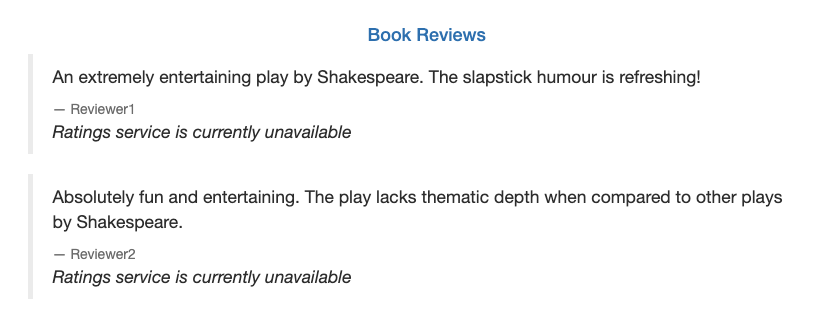 Book Reviews
An extremely entertaining play by Shakespeare. The slapstick humour is refreshing!
— Reviewer1
Ratings service is currently unavailable
Absolutely fun and entertaining. The play lacks thematic depth when compared to other plays
by Shakespeare.
— Reviewer2
Ratings service is currently unavailable